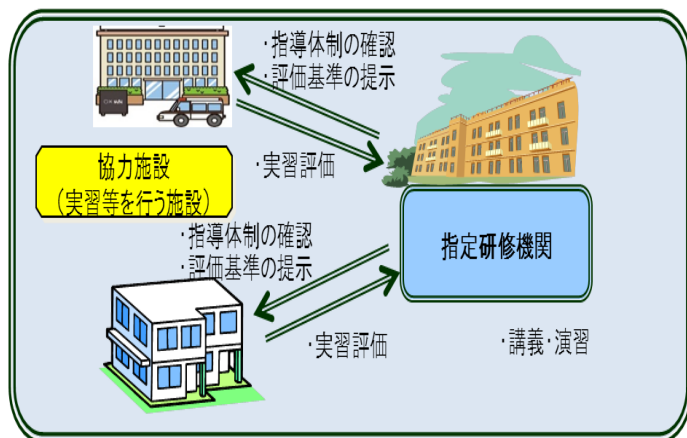 ・指導体制の確認
・評価基準の提示
・実習評価
協力施設
（実習等を行う施設）
・指導体制の確認
・評価基準の提示
指定研修機関
・実習評価
・講義・演習